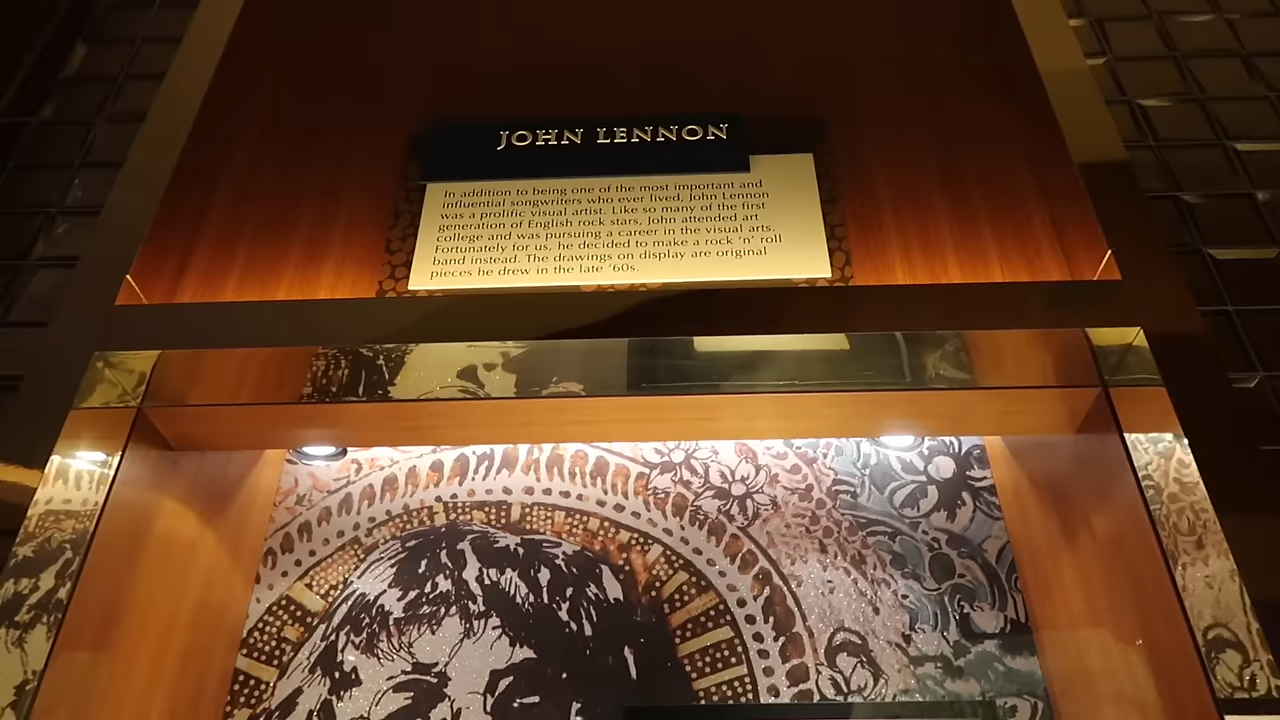 JOHN LENNON
In addition to being one of the most important and
influential songwriters who ever lived, John Lennon
was a prolific visual artist. Like so many of the first
generation of English rock stars, John attended art
college and was pursuing a career in the visual arts.
Fortunately for us, he decided to make a rock 'n' roll
band instead. The drawings on display are original
pieces he drew in the late '60s.